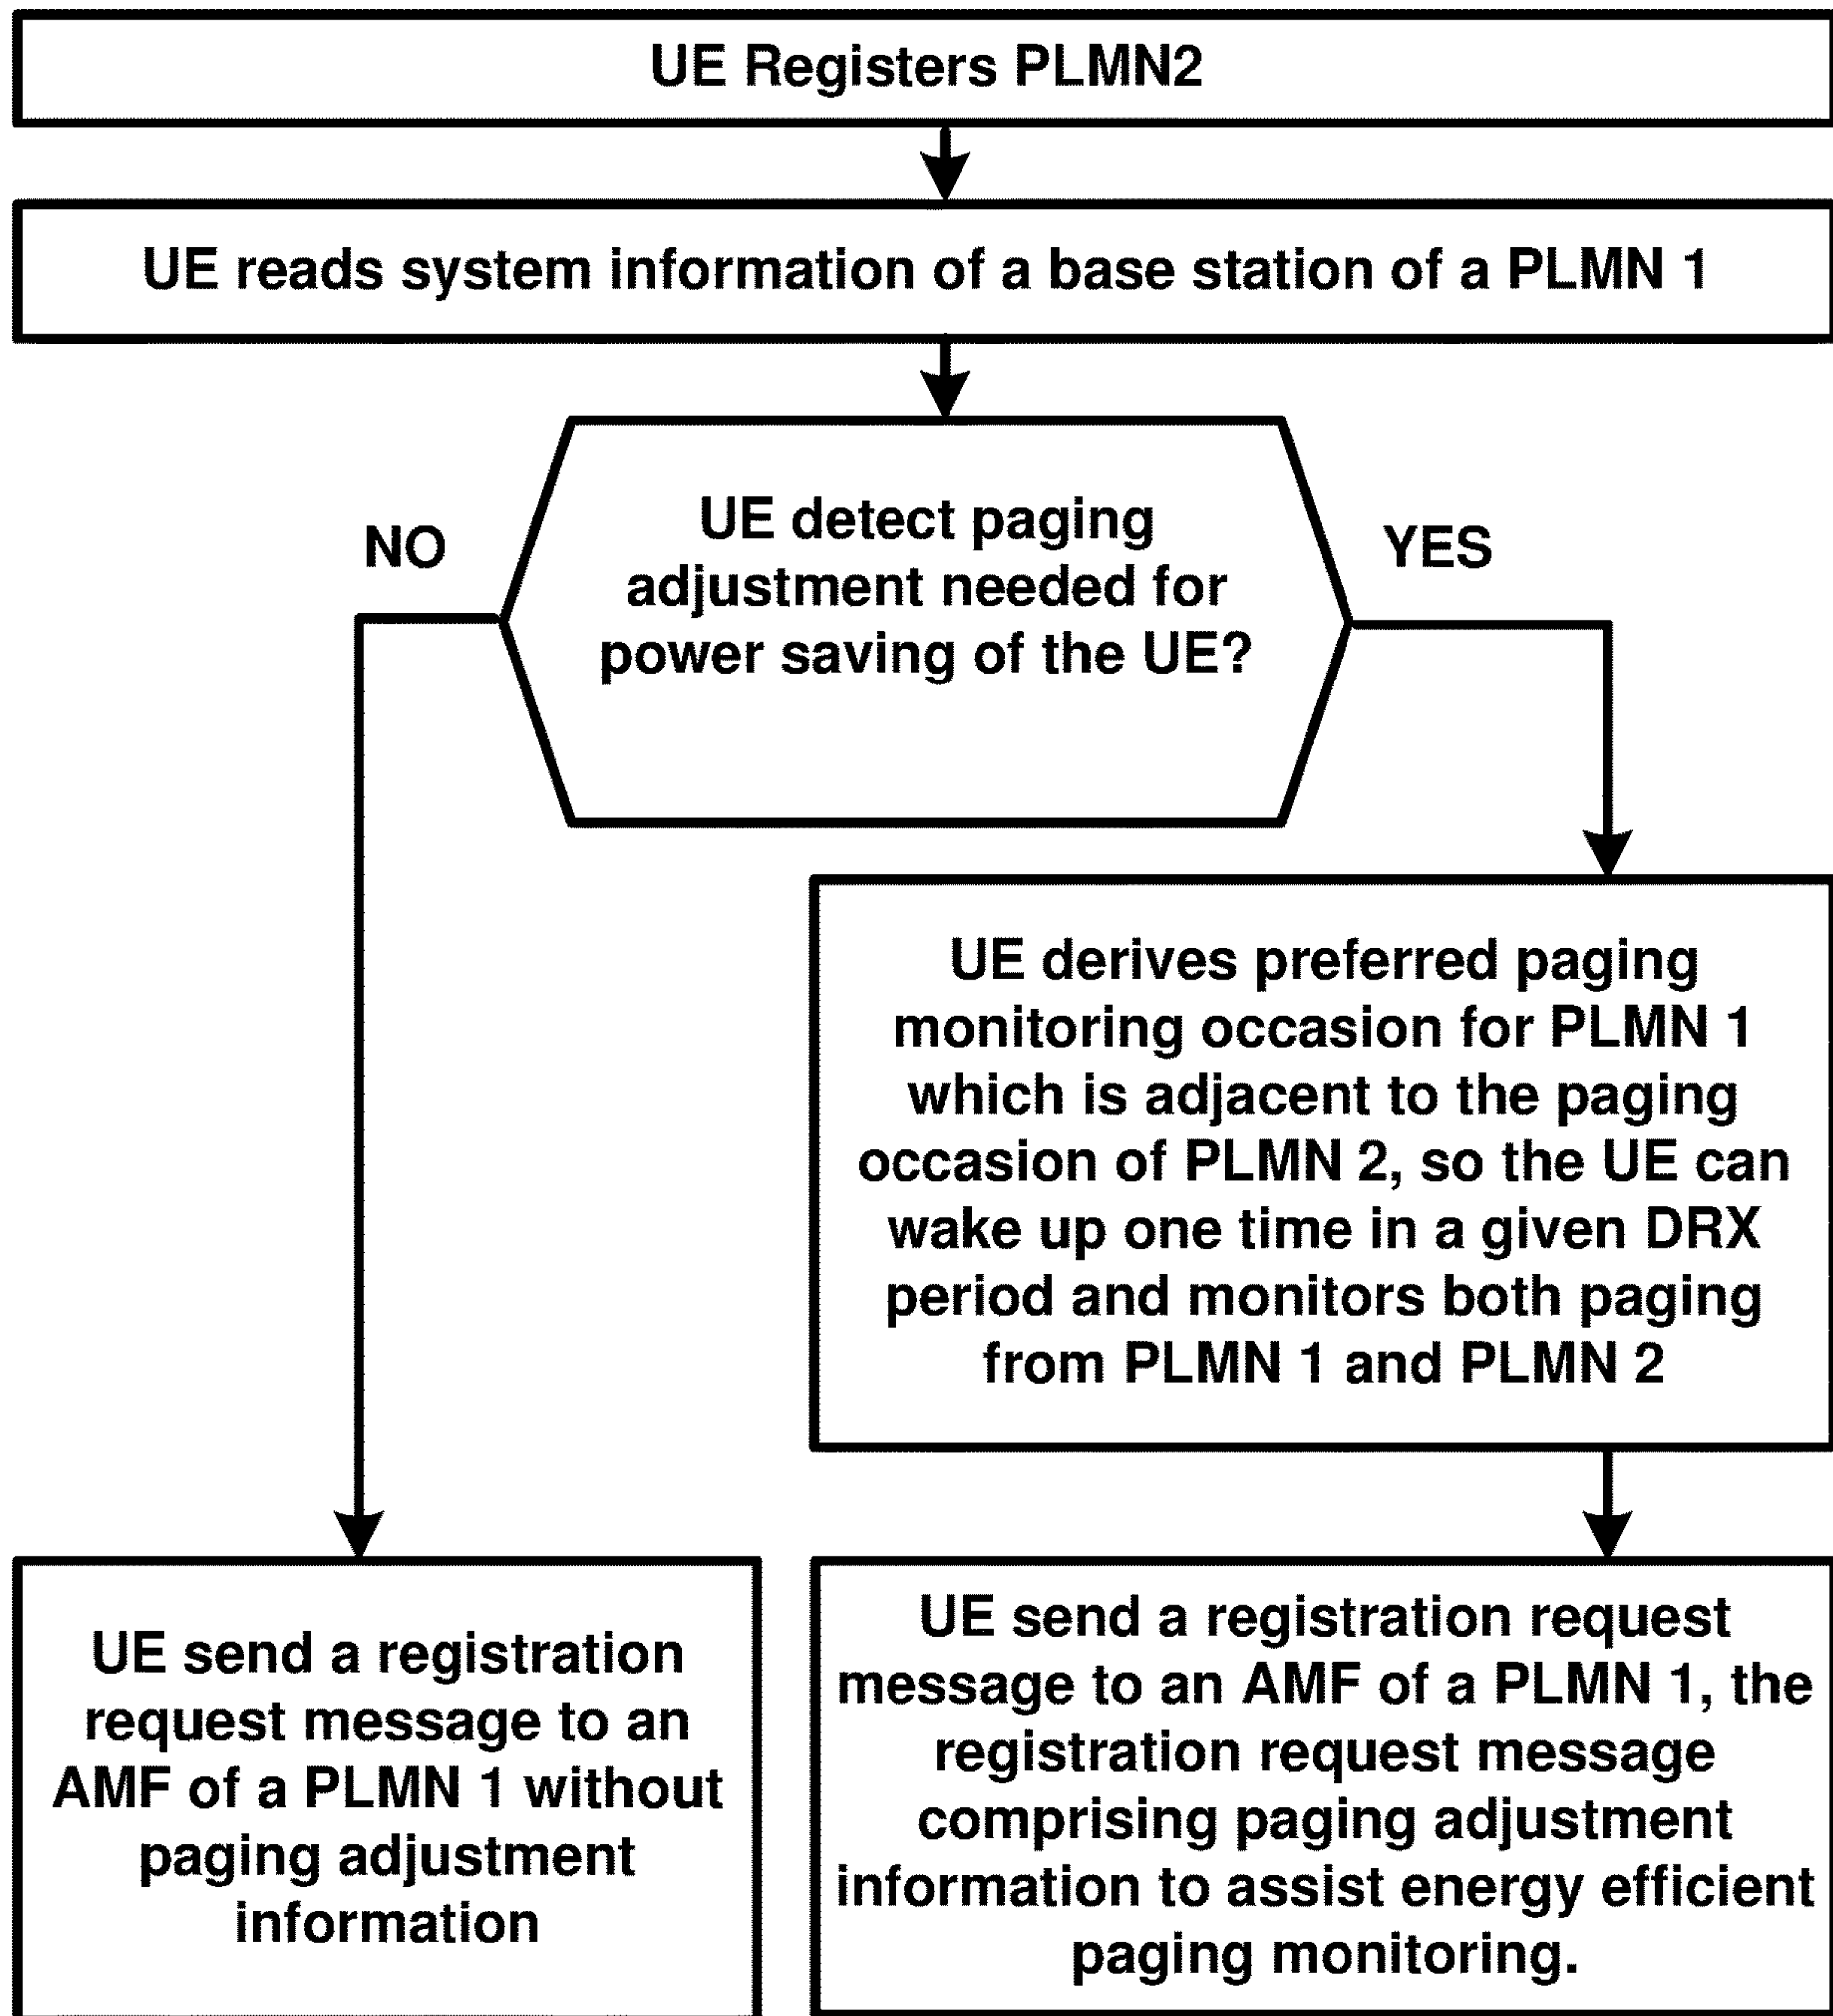 UE Registers PLMN2
UE reads system information of a base station of a PLMN 1
UE detect paging
adjustment needed for
power saving of the UE?
NO
YES
UE derives preferred paging
monitoring occasion for PLMN 1
which is adjacent to the paging
occasion of PLMN 2, so the UE can
wake up one time in a given DRX
period and monitors both paging
from PLMN 1 and PLMN 2
UE send a registration
request message to an
AMF of a PLMN 1 without
paging adjustment
information
UE send a registration request
message to an AMF of a PLMN 1, the
registration request message
comprising paging adjustment
information to assist energy efficient
paging monitoring.